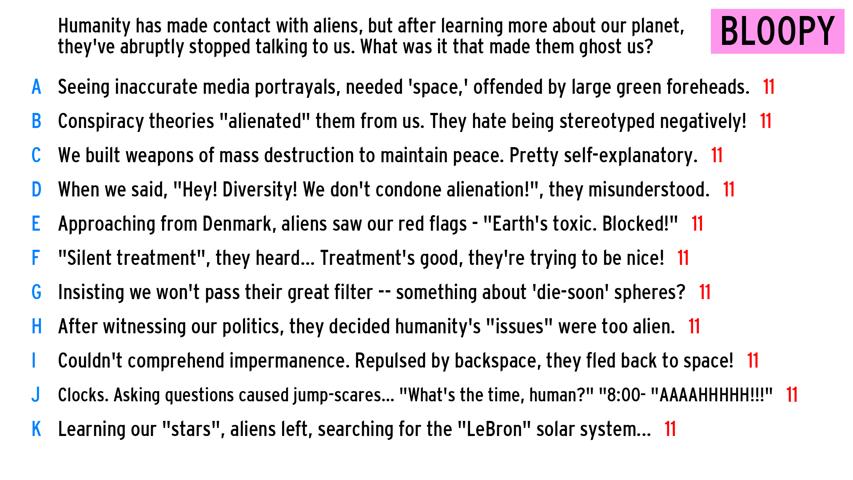 Humanity has made contact with aliens, but after learning more about our planet,
they've abruptly stopped talking to us. What was it that made them ghost us?
BLOOPY
A Seeing inaccurate media portrayals, needed 'space,' offended by large green foreheads. 11
B Conspiracy theories "alienated" them from us. They hate being stereotyped negatively! 11
C We built weapons of mass destruction to maintain peace. Pretty self-explanatory. 11
D When we said, "Hey! Diversity! We don't condone alienation!", they misunderstood. 11
E Approaching from Denmark, aliens saw our red flags - "Earth's toxic. Blocked!" 11
F "Silent treatment", they heard... Treatment's good, they're trying to be nice! 11
G Insisting we won't pass their great filter -- something about 'die-soon' spheres? 11
H After witnessing our politics, they decided humanity's "issues" were too alien. 11
I Couldn't comprehend impermanence. Repulsed by backspace, they fled back to space! 11
J Clocks. Asking questions caused jump-scares... "What's the time, human?" "8:00- "AAAAHHHHH!!!" 11
K Learning our "stars", aliens left, searching for the "LeBron" solar system... 11